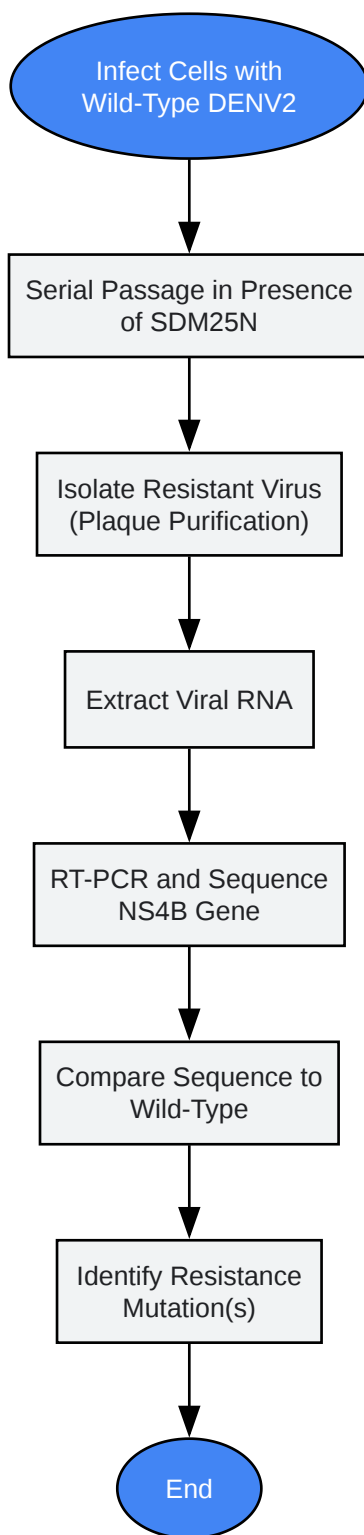 Infect Cells with
Wild-Type DENV2
Serial Passage in Presence
of SDM25N
Isolate Resistant Virus
(Plaque Purification)
Extract Viral RNA
RT-PCR and Sequence
NS4B Gene
Compare Sequence to
Wild-Type
Identify Resistance
Mutation(s)
End